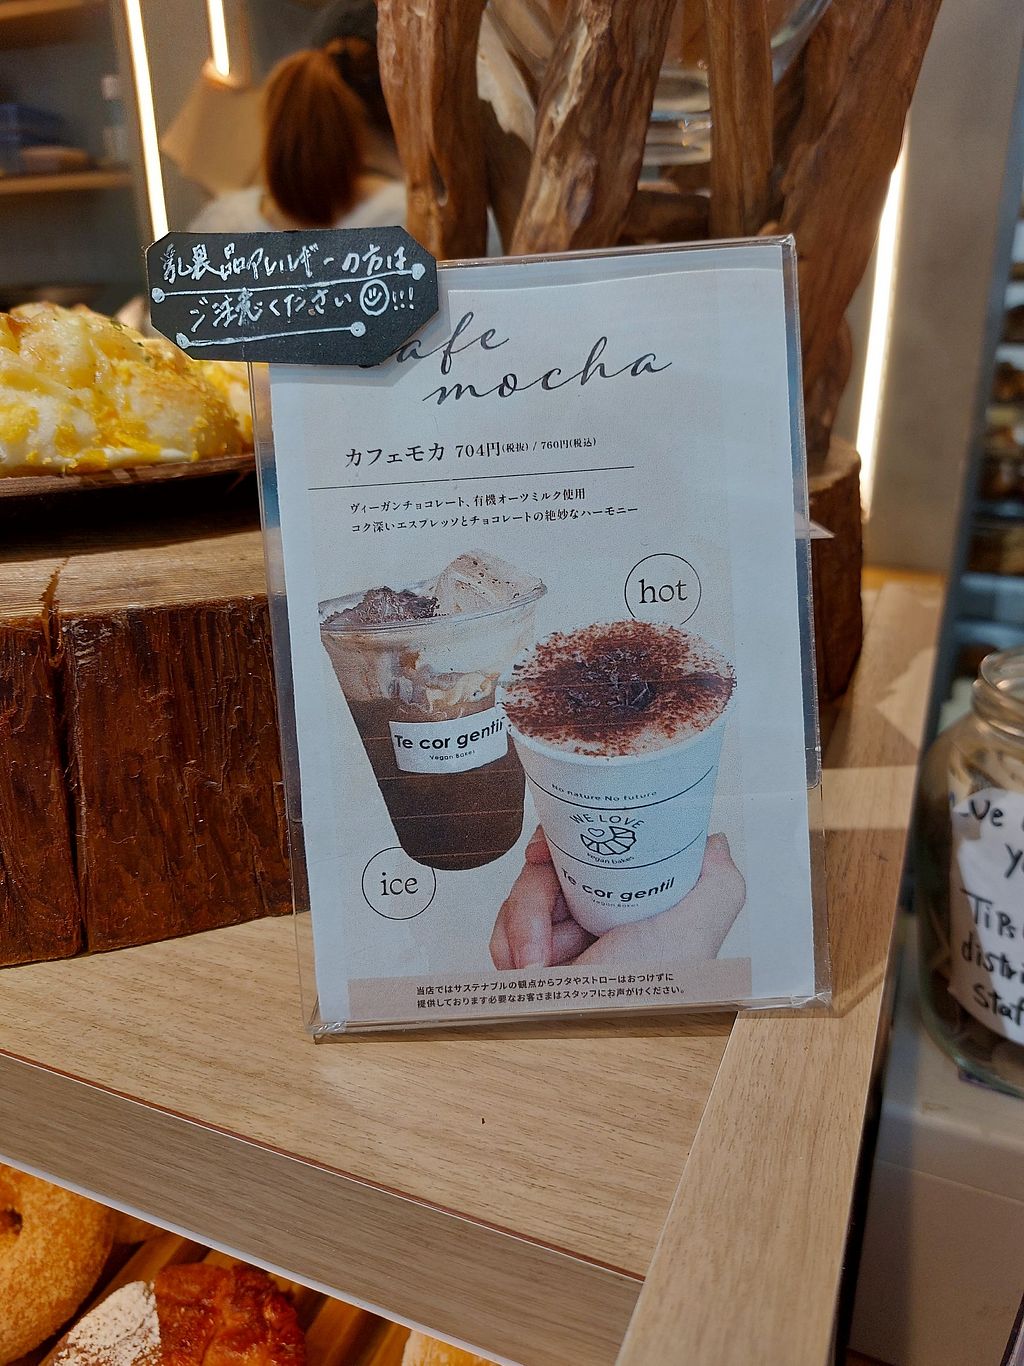 乳製品アレルギーの方は
ご注意ください!!!
cafe
mocha
カフェモカ 704円(税抜) / 760円(税込)
ヴィーガンチョコレート、有機オーツミルク使用
コク深いエスプレッソとチョコレートの絶妙なハーモニー
hot
Te cor gentil
Vegan Bakes
No nature No future
WE LOVE
vegan bakes
Te cor gentil
Vegan Bakes
ice
当店ではサステナブルの観点からフタやストローはおつけずに
提供しております必要なお客さまはスタッフにお声がけください。
Tips